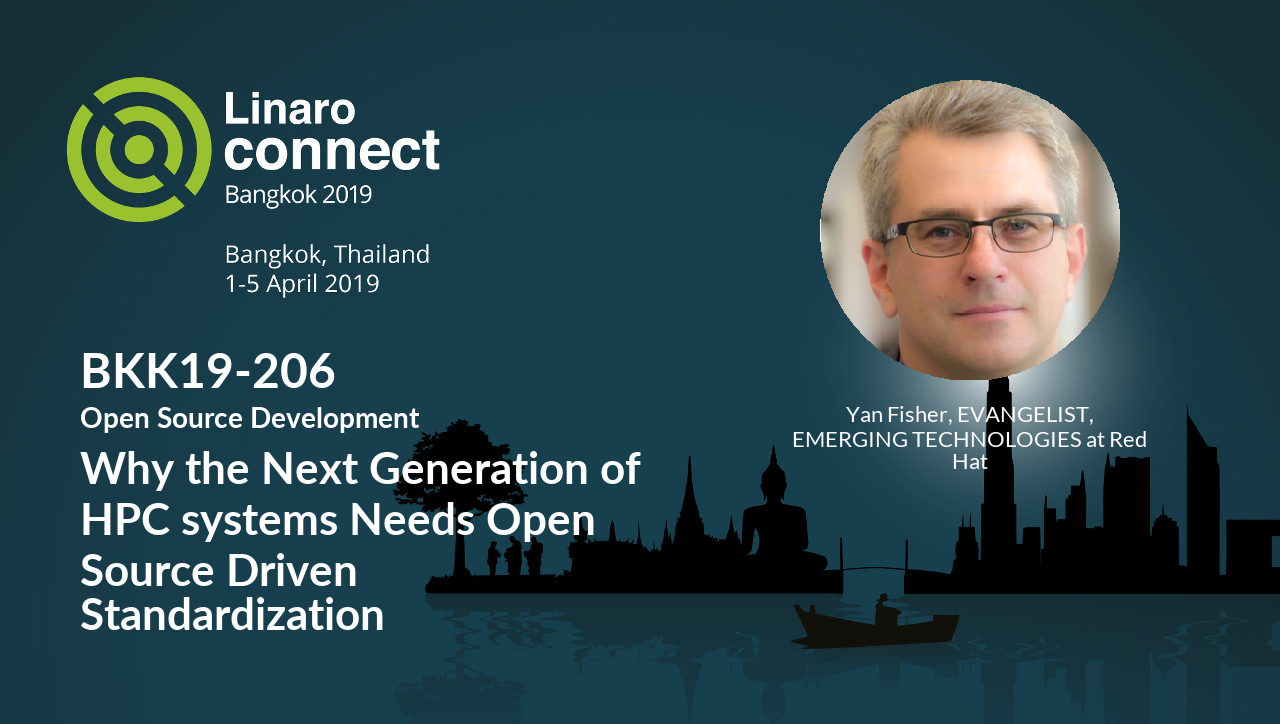 Linaro
connect
Bangkok 2019
Bangkok, Thailand
1-5 April 2019
BKK19-206
Open Source Development
Why the Next Generation of
HPC systems Needs Open
Source Driven
Standardization
Yan Fisher, EVANGELIST,
EMERGING TECHNOLOGIES at Red
Hat